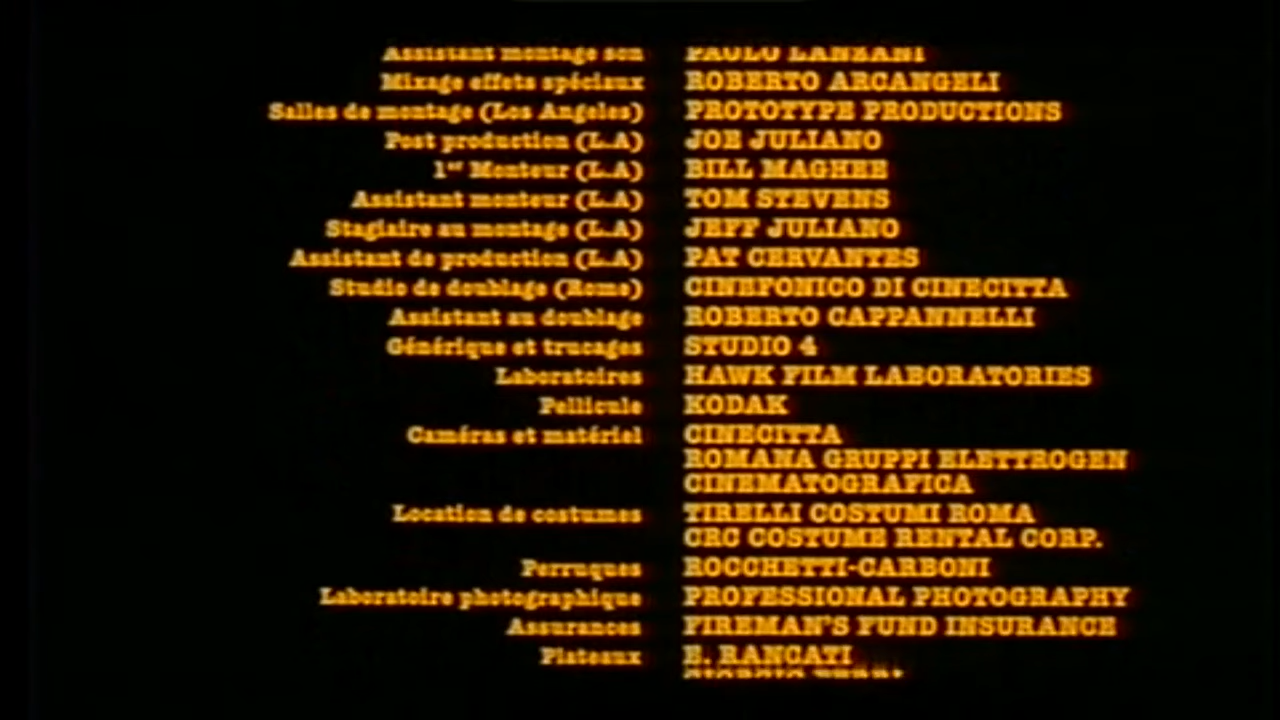 Assistant montage son PAOLO LANZANI
Mixage effets spéciaux ROBERTO ARCANGELI
Salles de montage (Los Angeles) PROTOTYPE PRODUCTIONS
Post production (L.A) JOE JULIANO
1er Monteur (L.A) BILL MAGHEE
Assistant monteur (L.A) TOM STEVENS
Stagiaire au montage (L.A) JEFF JULIANO
Assistant de production (L.A) PAT CERVANTES
Studio de doublage (Rome) CINEFONICO DI CINECITTA
Assistant au doublage ROBERTO CAPPANNELLI
Générique et trucages STUDIO 4
Laboratoires HAWK FILM LABORATORIES
Pellicule KODAK
Caméras et matériel CINECITTA
ROMANA GRUPPI ELETTROGEN
CINEMATOGRAFICA
Location de costumes TIRELLI COSTUMI ROMA
CRC COSTUME RENTAL CORP.
Perruques ROCCHETTI-CARBONI
Laboratoire photographique PROFESSIONAL PHOTOGRAPHY
Assurances FIREMAN'S FUND INSURANCE
Plateaux E. RANCATI